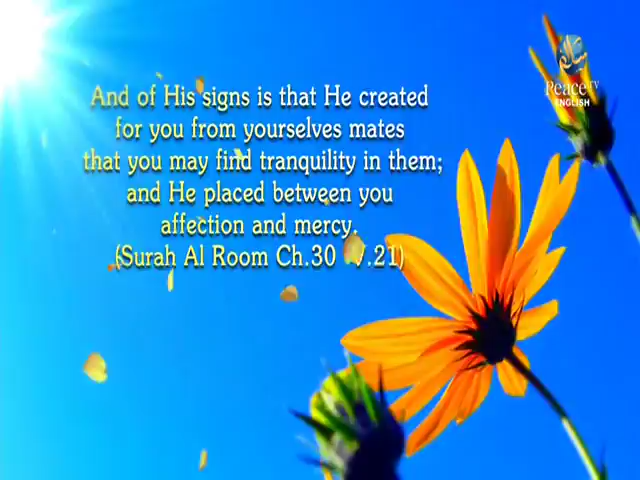 And of His signs is that He created
for you from yourselves mates
that you may find tranquility in them;
and He placed between you
affection and mercy.
(Surah Al Room Ch.30 V.21)
Peace TV
ENGLISH